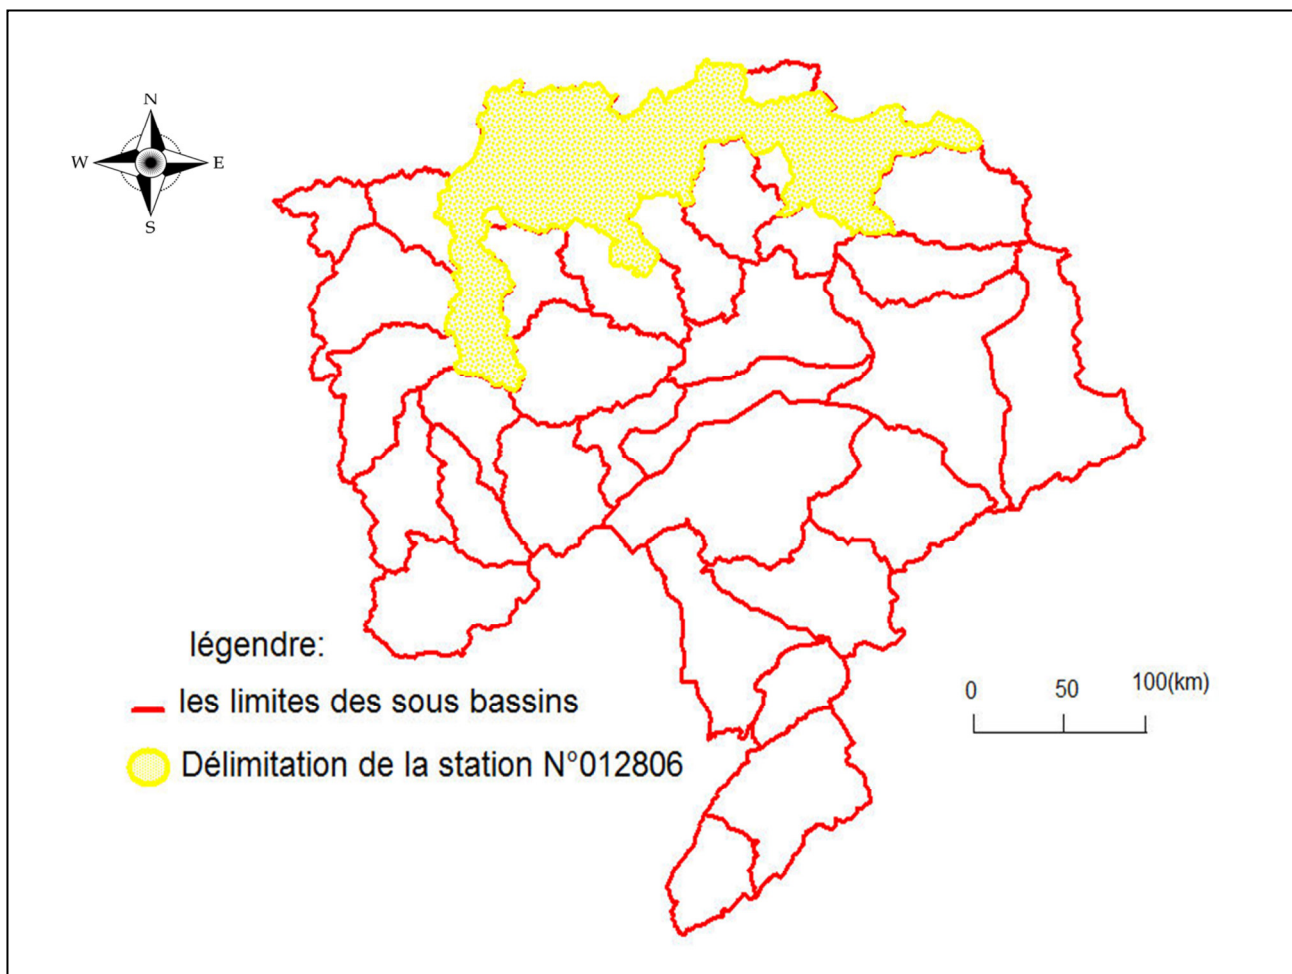 N
W E
S
légendre:
les limites des sous bassins
Délimitation de la station N°012806
0 50 100(km)